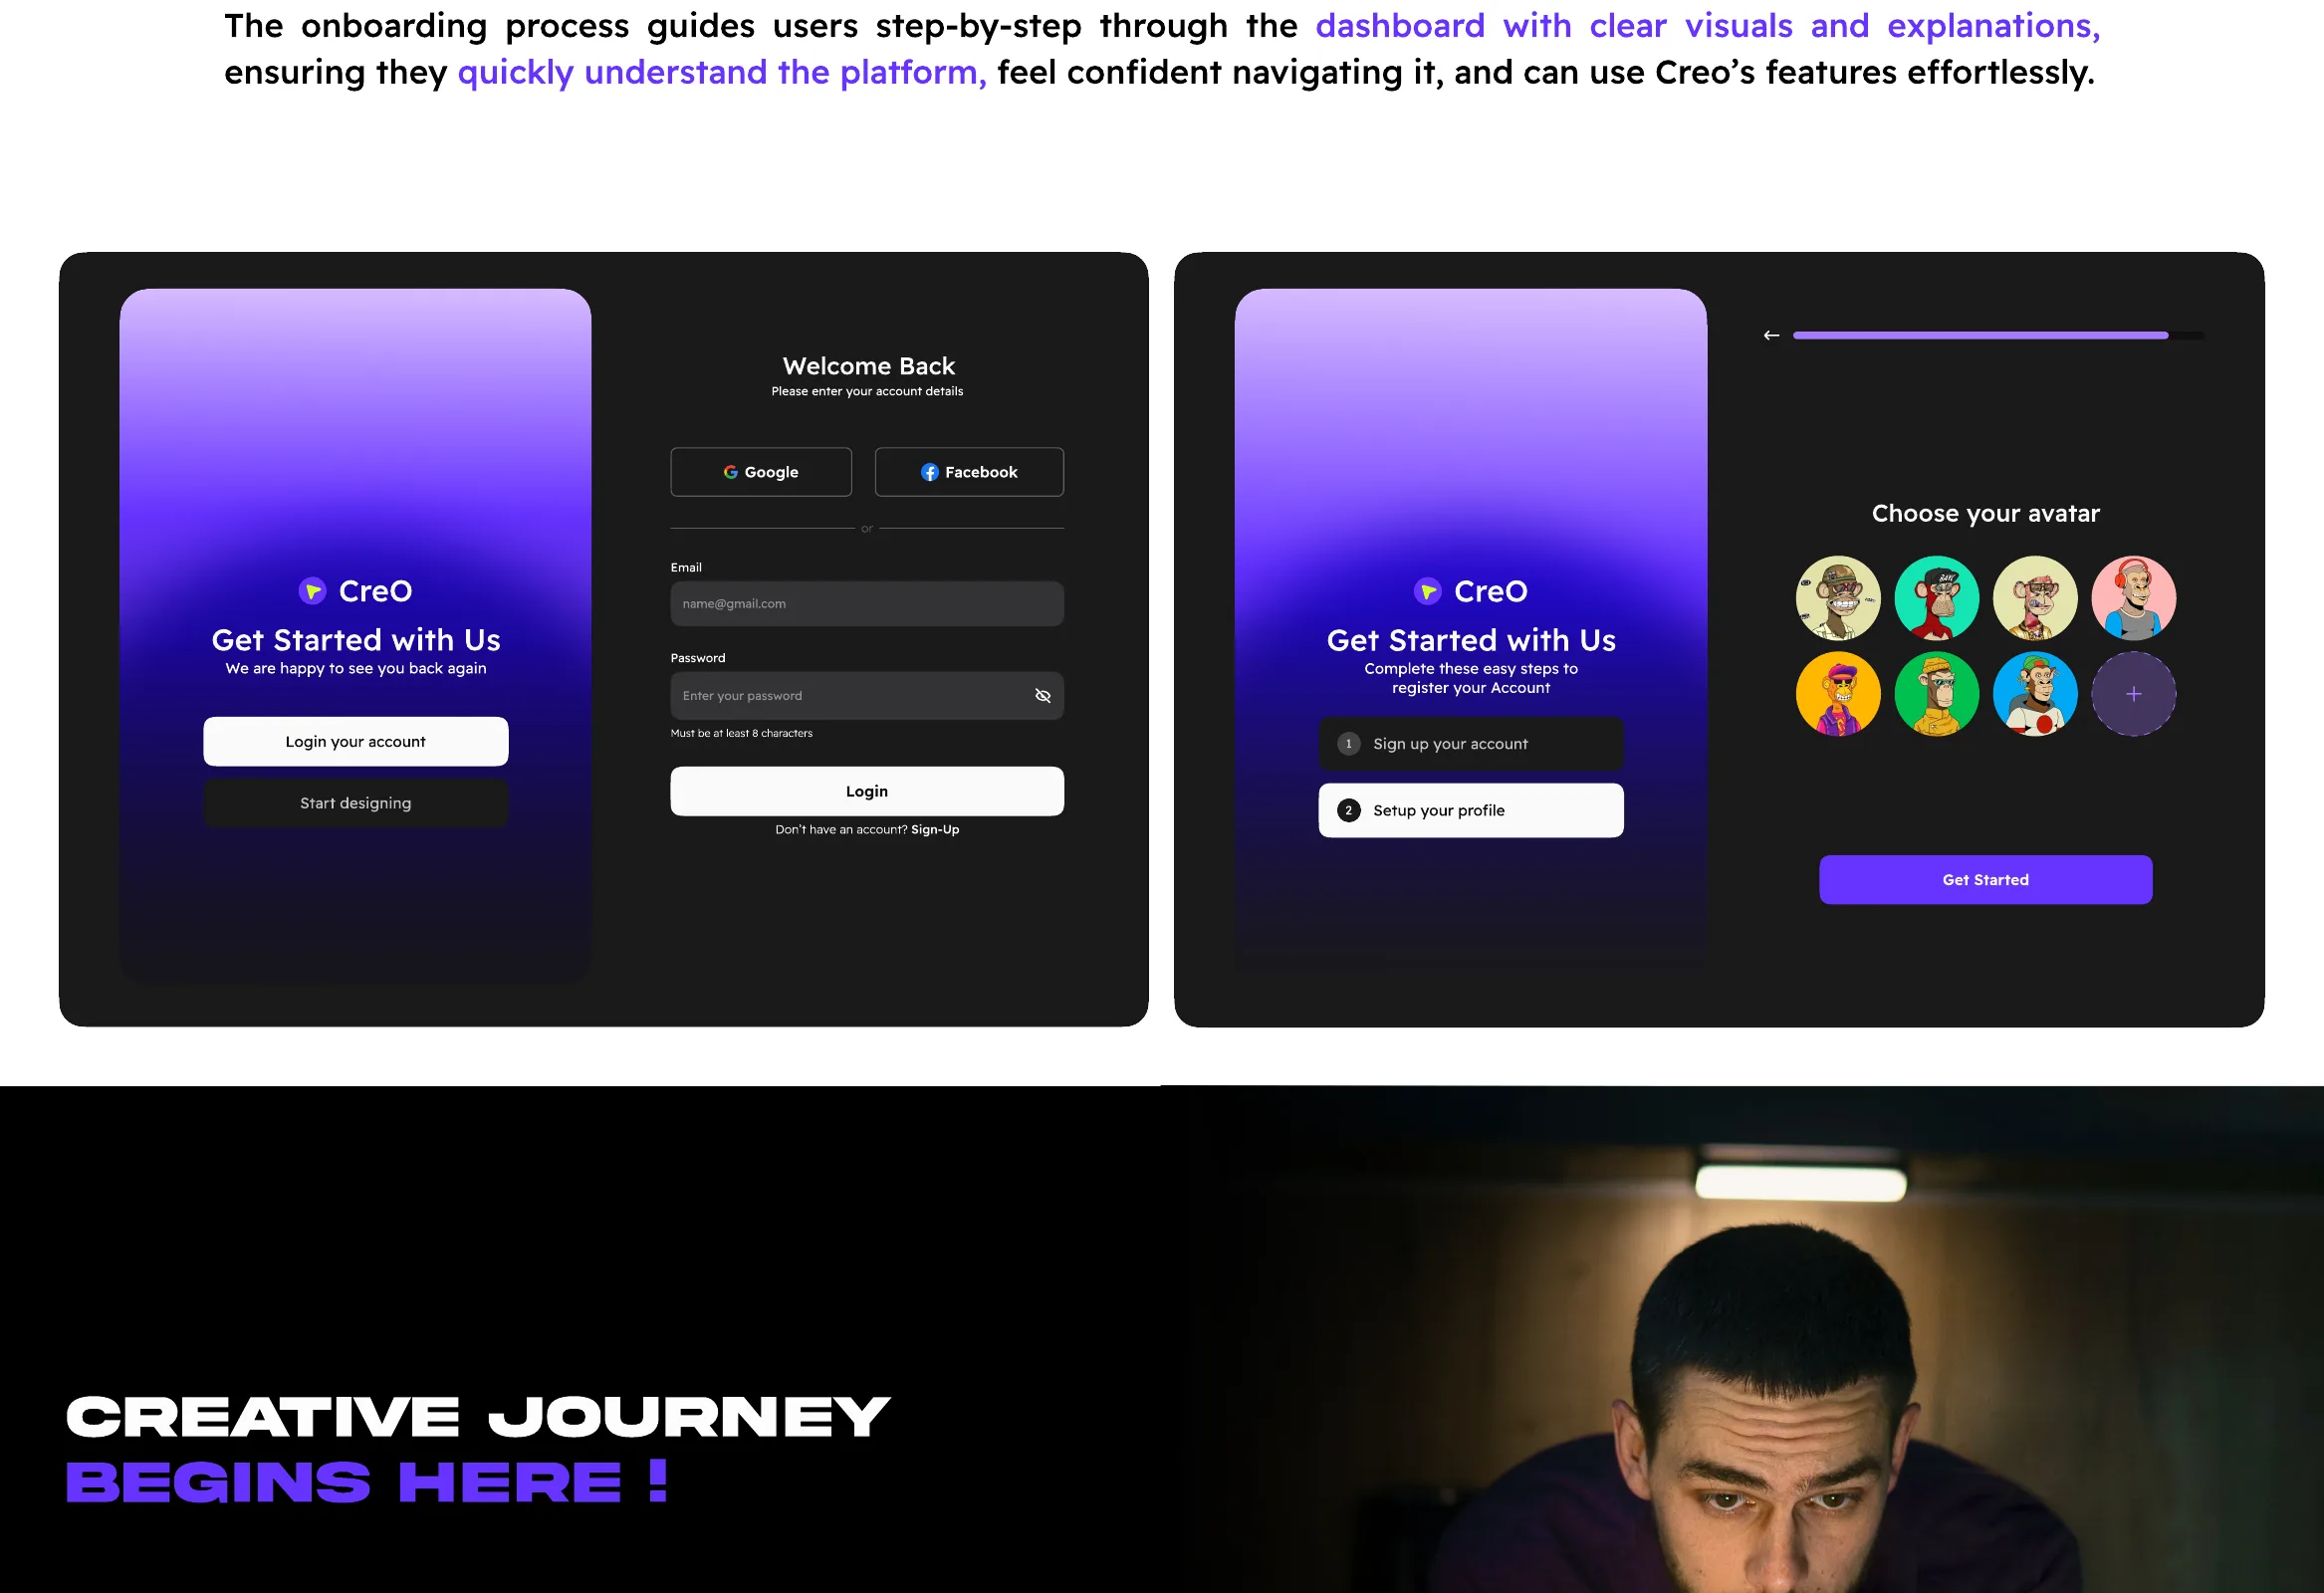 The onboarding process guides users step-by-step through the dashboard with clear visuals and explanations,
ensuring they quickly understand the platform, feel confident navigating it, and can use Creo’s features effortlessly.
CreO
Get Started with Us
We are happy to see you back again
Login your account
Start designing
Welcome Back
Please enter your account details
Google
Facebook
or
Email
name@gmail.com
Password
Enter your password
Must be at least 8 characters
Login
Don’t have an account? Sign-Up
CreO
Get Started with Us
Complete these easy steps to
register your Account
1 Sign up your account
2 Setup your profile
Choose your avatar
+
Get Started
CREATIVE JOURNEY
BEGINS HERE !